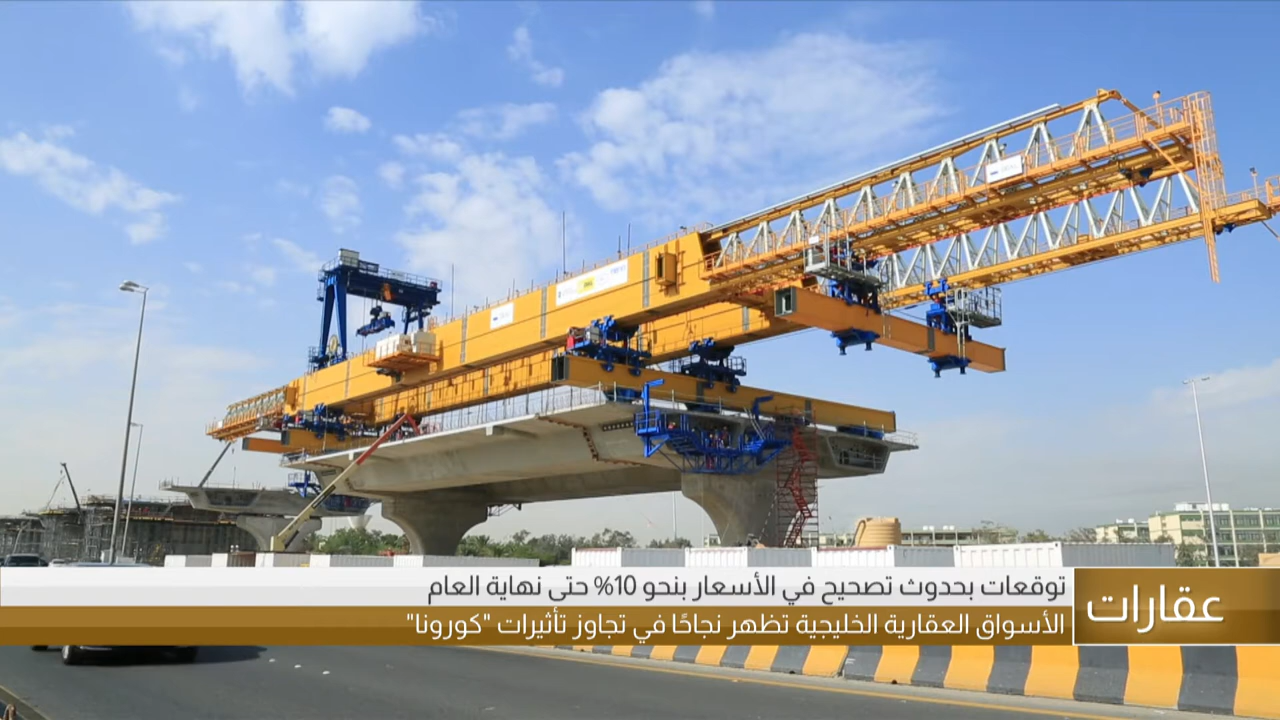 توقعات بحدوث تصحيح في الأسعار بنحو 10% حتى نهاية العام
عقارات
الأسواق العقارية الخليجية تظهر نجاحًا في تجاوز تأثيرات "كورونا"